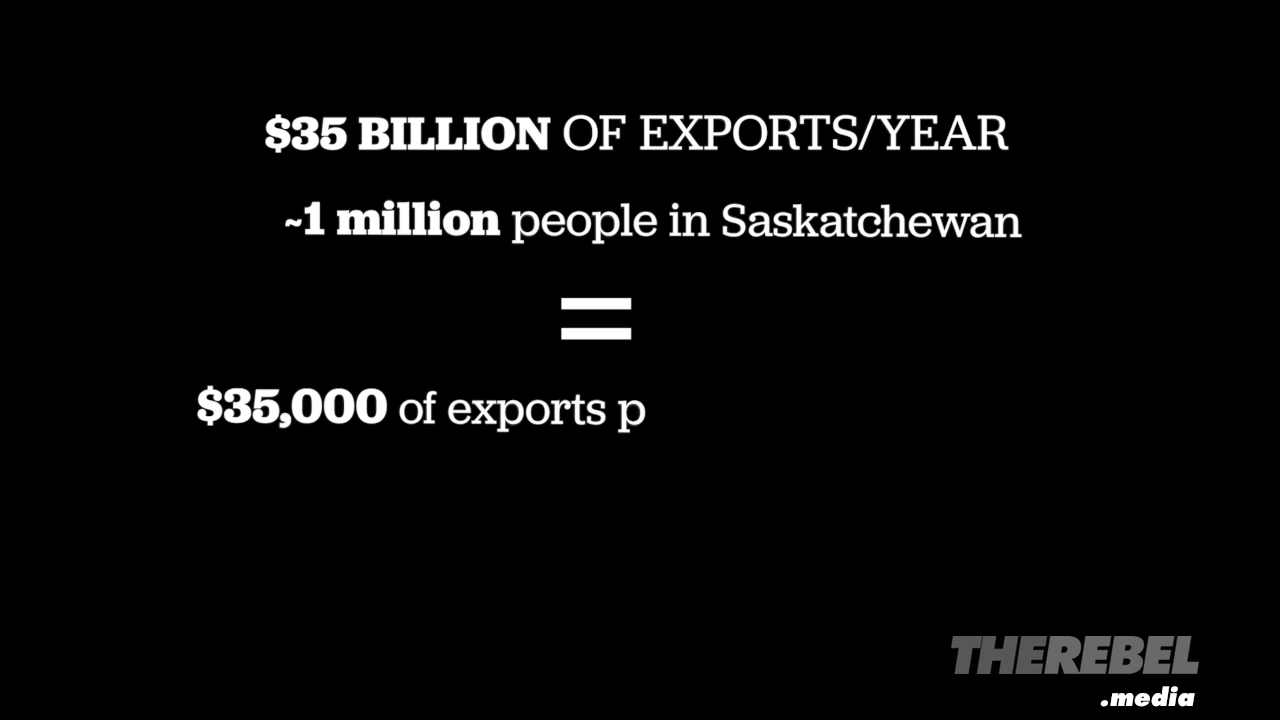 $35 BILLION OF EXPORTS/YEAR
~1 million people in Saskatchewan
=
$35,000 of exports p
THEREBEL
.media